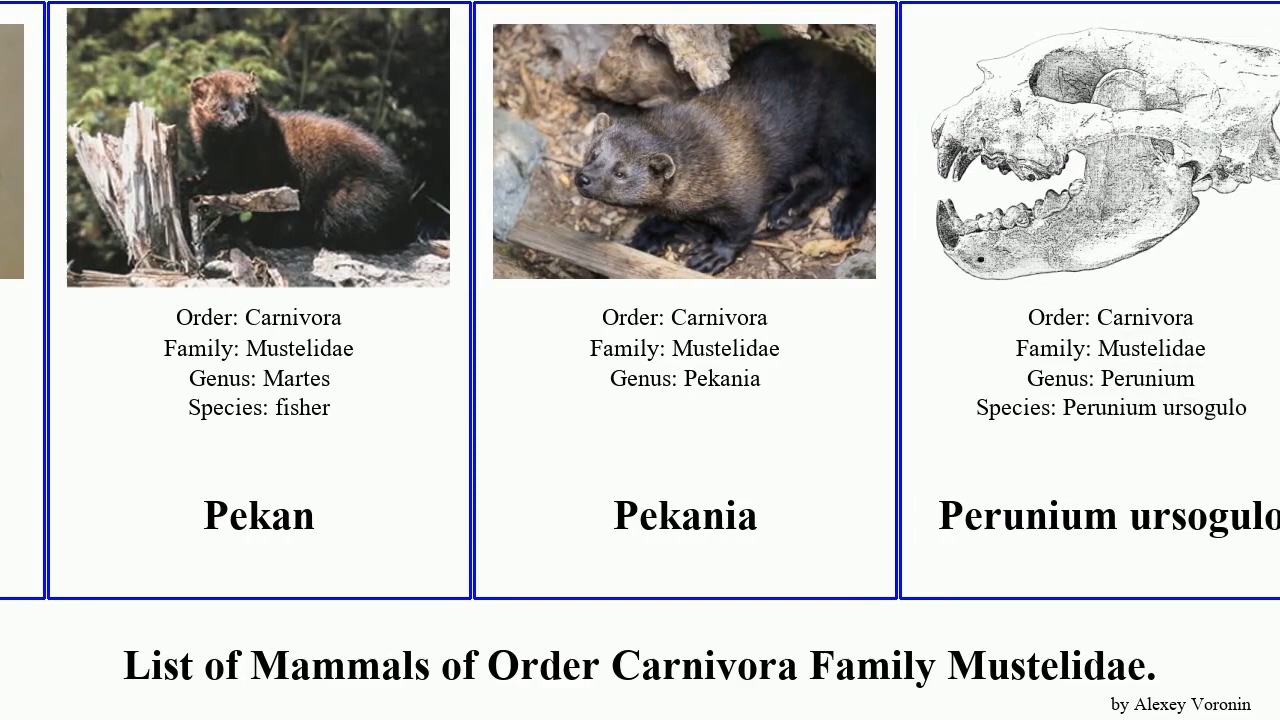 Order: Carnivora
Family: Mustelidae
Genus: Martes
Species: fisher
Pekan
Order: Carnivora
Family: Mustelidae
Genus: Pekania
Pekania
Order: Carnivora
Family: Mustelidae
Genus: Perunium
Species: Perunium ursogulo
Perunium ursogulo
List of Mammals of Order Carnivora Family Mustelidae.
by Alexey Voronin